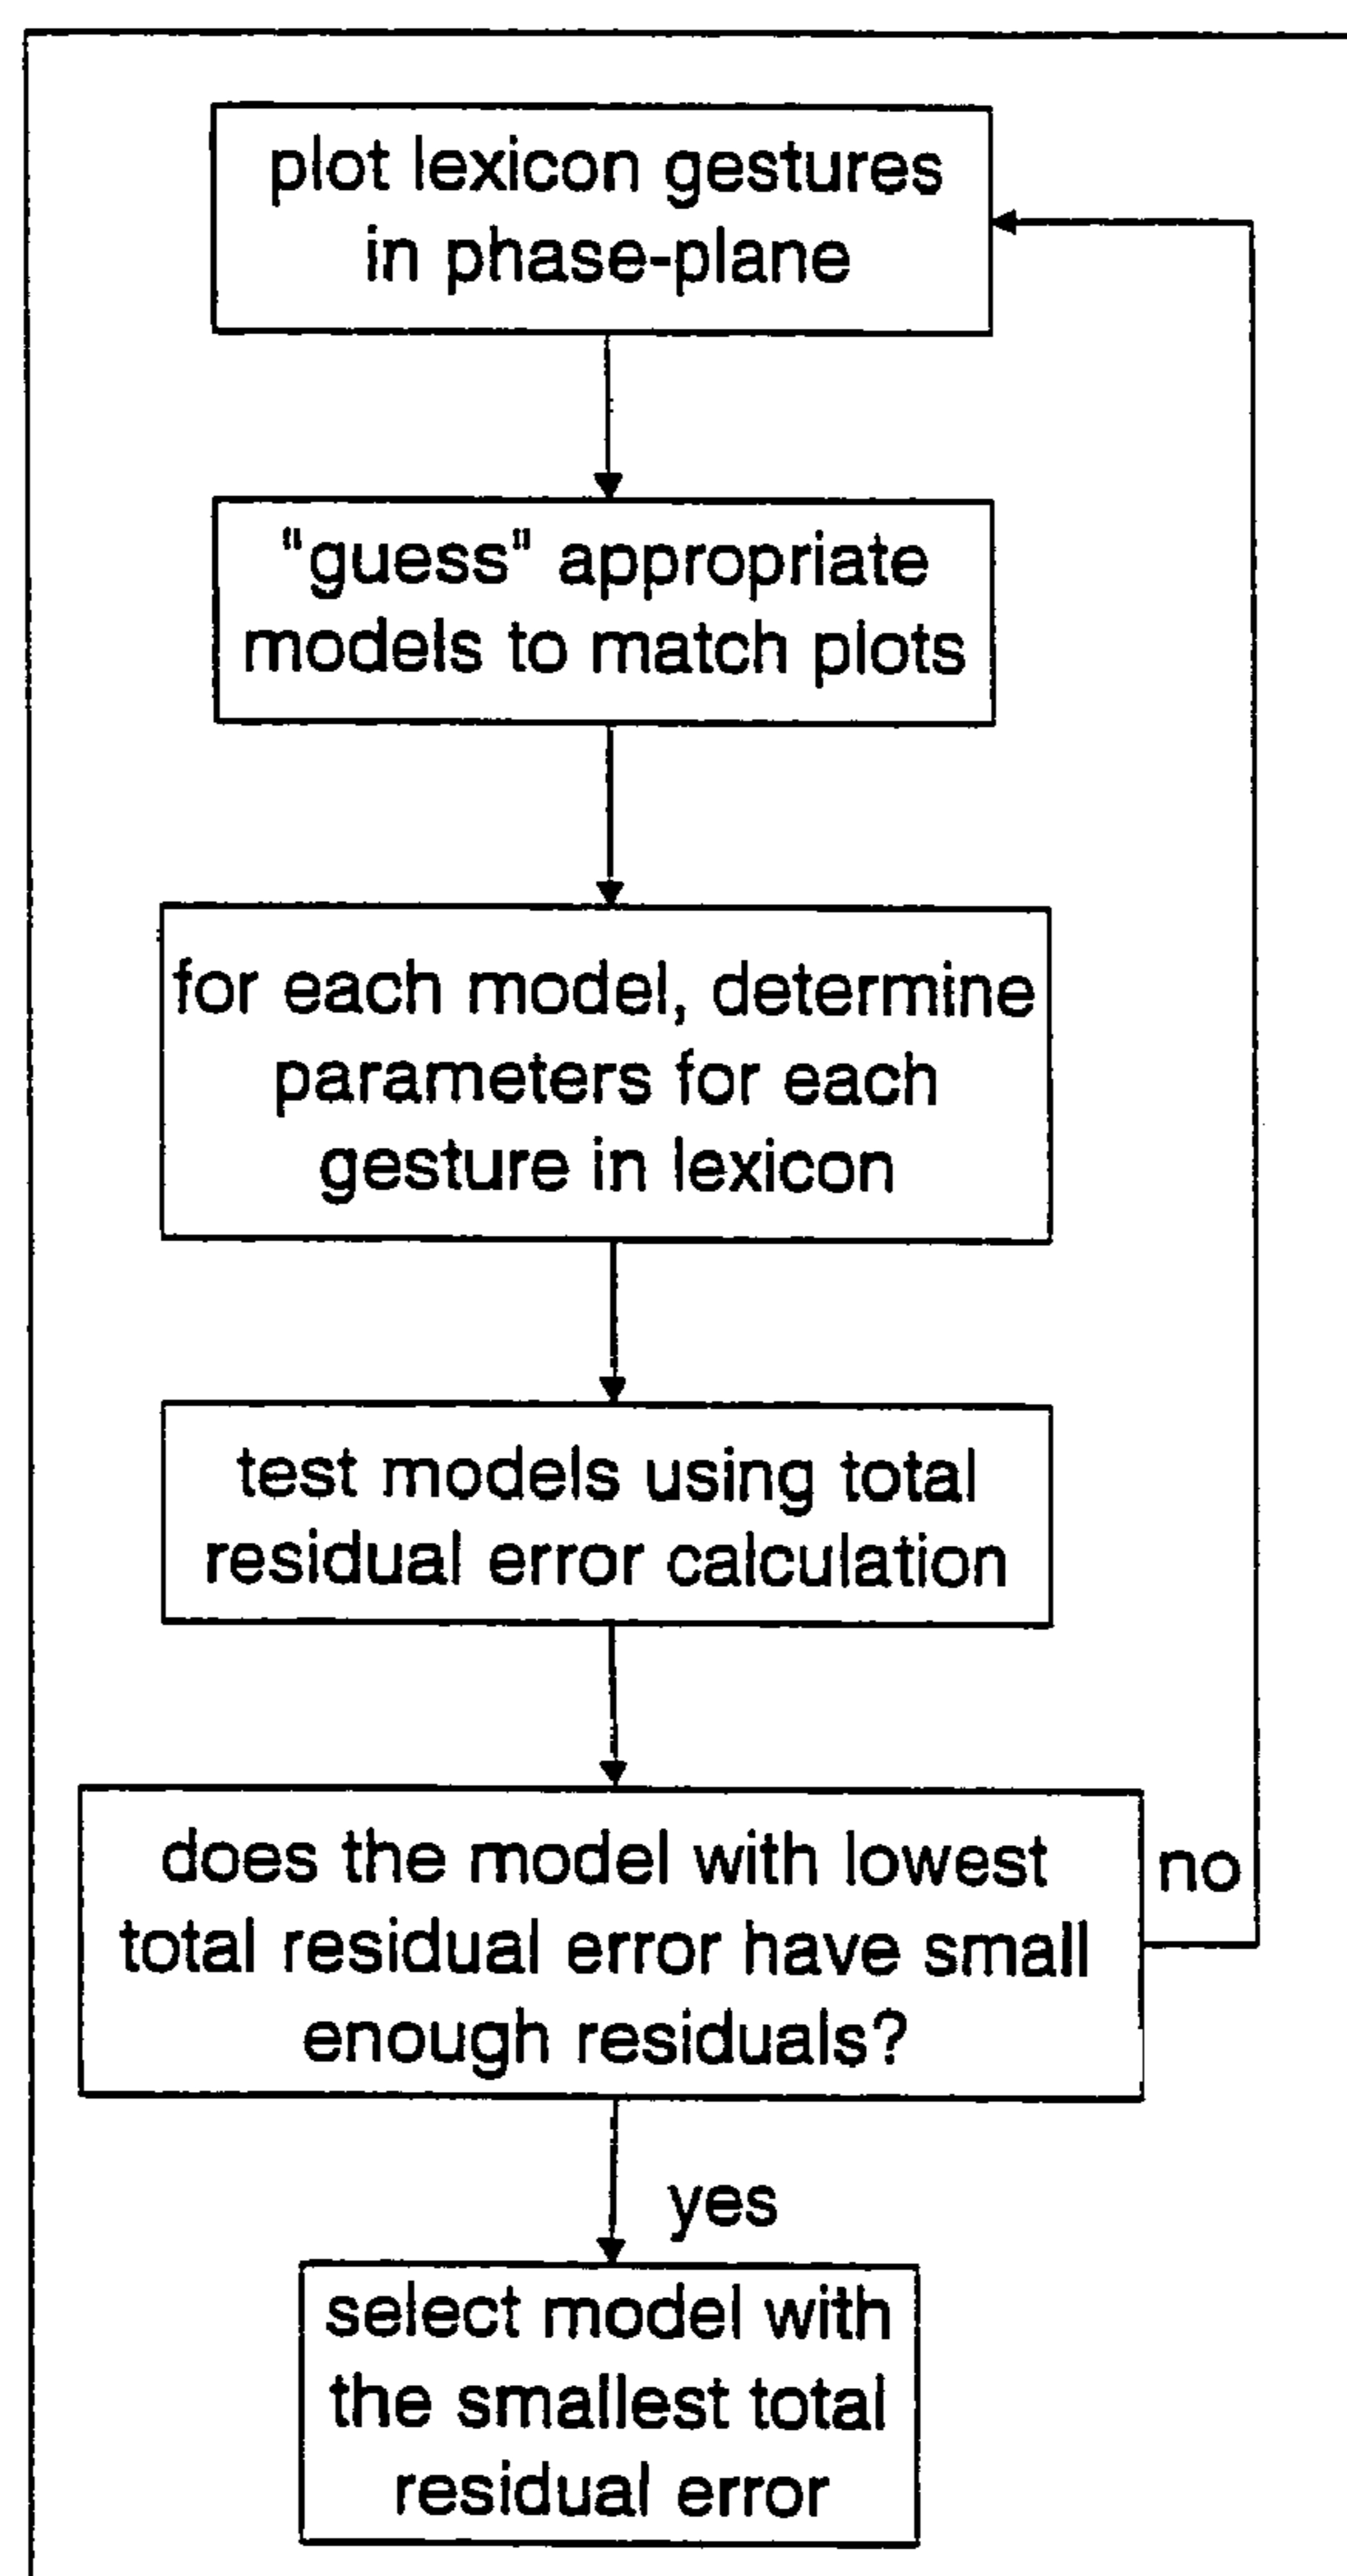 plot lexicon gestures
in phase-plane
"guess" appropriate
models to match plots
for each model, determine
parameters for each
gesture in lexicon
test models using total
residual error calculation
does the model with lowest
total residual error have small
enough residuals?
no
yes
select model with
the smallest total
residual error